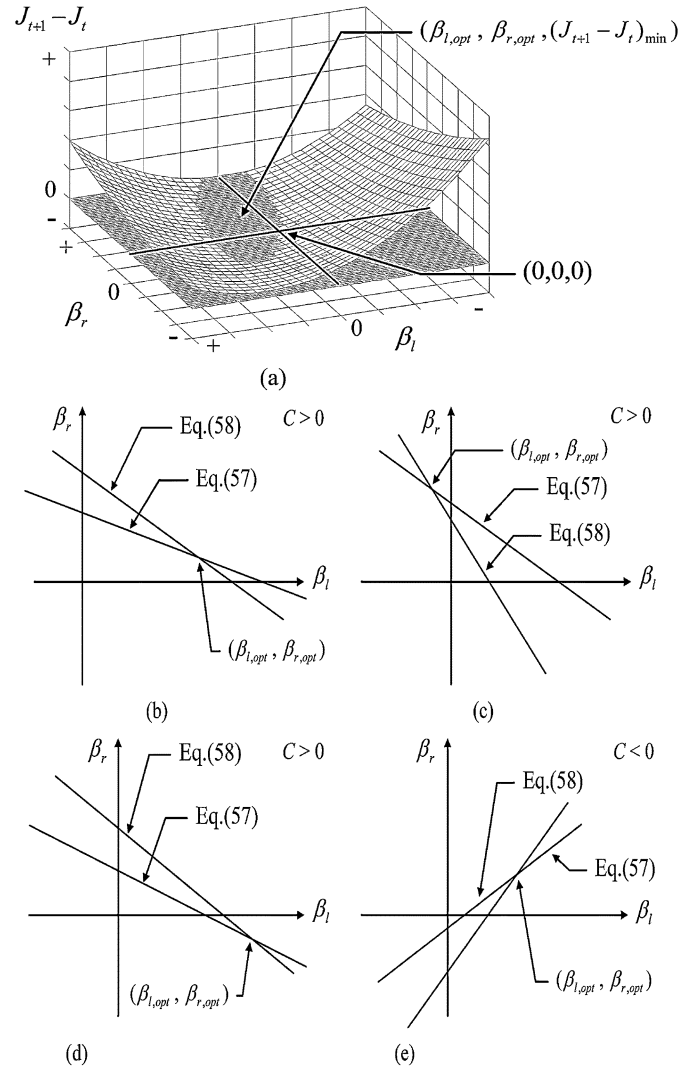 J_{t+1} − J_t
(β_{l,opt} , β_{r,opt} , (J_{t+1} − J_t)_{min} )
+
0
-
+
0
β_r
-
+
0
β_l
-
(0,0,0)
(a)
β_r
Eq.(58)
C > 0
Eq.(57)
β_l
(β_{l,opt} , β_{r,opt})
(b)
β_r
C > 0
(β_{l,opt} , β_{r,opt})
Eq.(57)
Eq.(58)
β_l
(c)
β_r
Eq.(58)
C > 0
Eq.(57)
β_l
(β_{l,opt} , β_{r,opt})
(d)
β_r
C < 0
Eq.(58)
Eq.(57)
β_l
(β_{l,opt} , β_{r,opt})
(e)